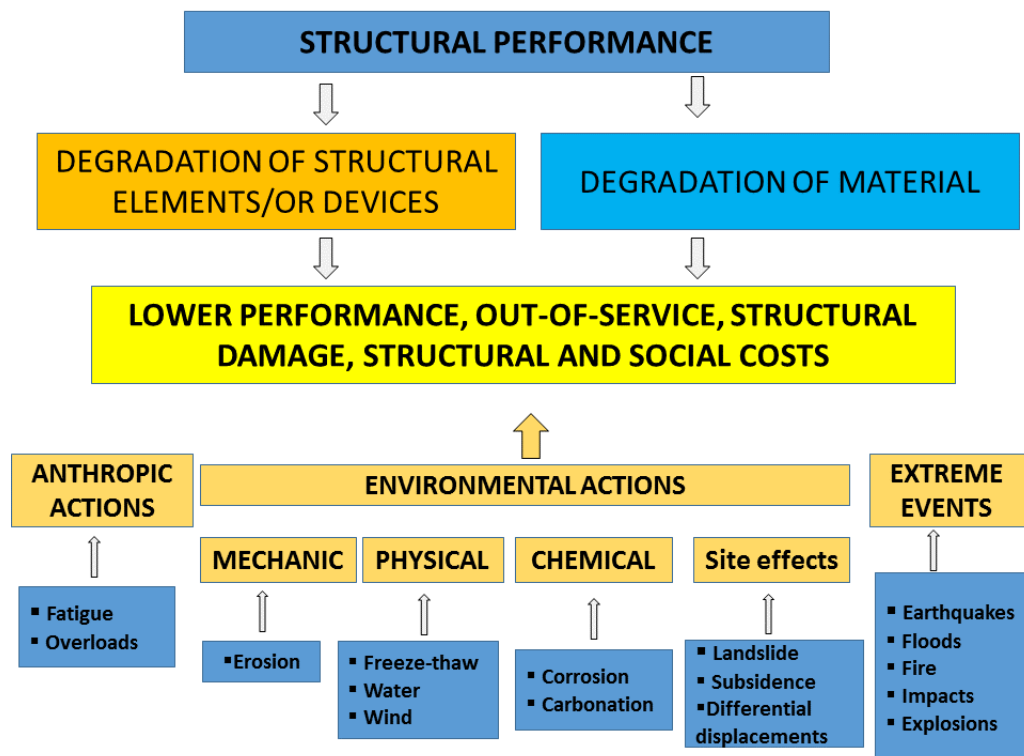 STRUCTURAL PERFORMANCE
DEGRADATION OF STRUCTURAL
ELEMENTS/OR DEVICES
DEGRADATION OF MATERIAL
LOWER PERFORMANCE, OUT-OF-SERVICE, STRUCTURAL
DAMAGE, STRUCTURAL AND SOCIAL COSTS
ANTHROPIC
ACTIONS
ENVIRONMENTAL ACTIONS
EXTREME
EVENTS
MECHANIC
PHYSICAL
CHEMICAL
Site effects
▪ Fatigue
▪ Overloads
▪Erosion
▪ Freeze-thaw
▪ Water
▪ Wind
▪ Corrosion
▪ Carbonation
▪ Landslide
▪ Subsidence
▪Differential
displacements
▪ Earthquakes
▪ Floods
▪ Fire
▪ Impacts
▪ Explosions